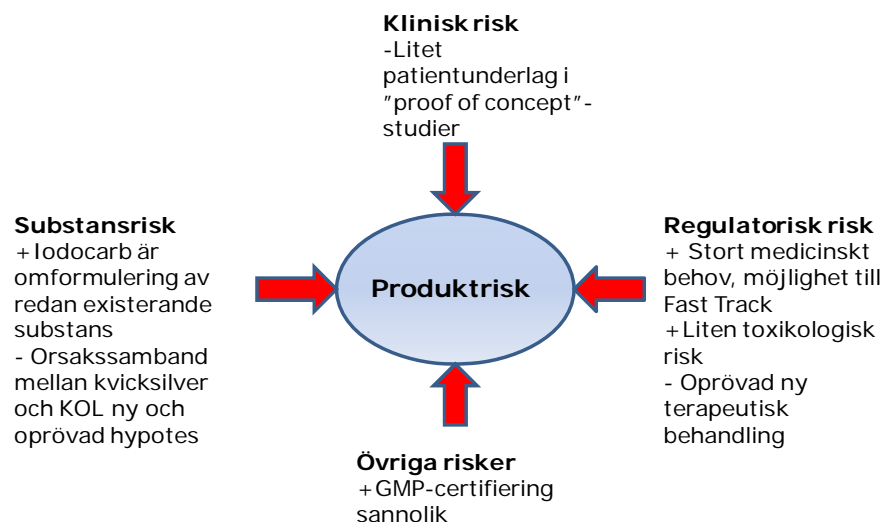 Klinisk risk
-Litet
patientunderlag i
"proof of concept"-
studier
Substansrisk
+Iodocarb är
omformulering av
redan existerande
substans
- Orsakssamband
mellan kvicksilver
och KOL ny och
oprövad hypotes
Produktrisk
Regulatorisk risk
+ Stort medicinskt
behov, möjlighet till
Fast Track
+Liten toxikologisk
risk
- Oprövad ny
terapeutisk
behandling
Övriga risker
+GMP-certifiering
sannolik